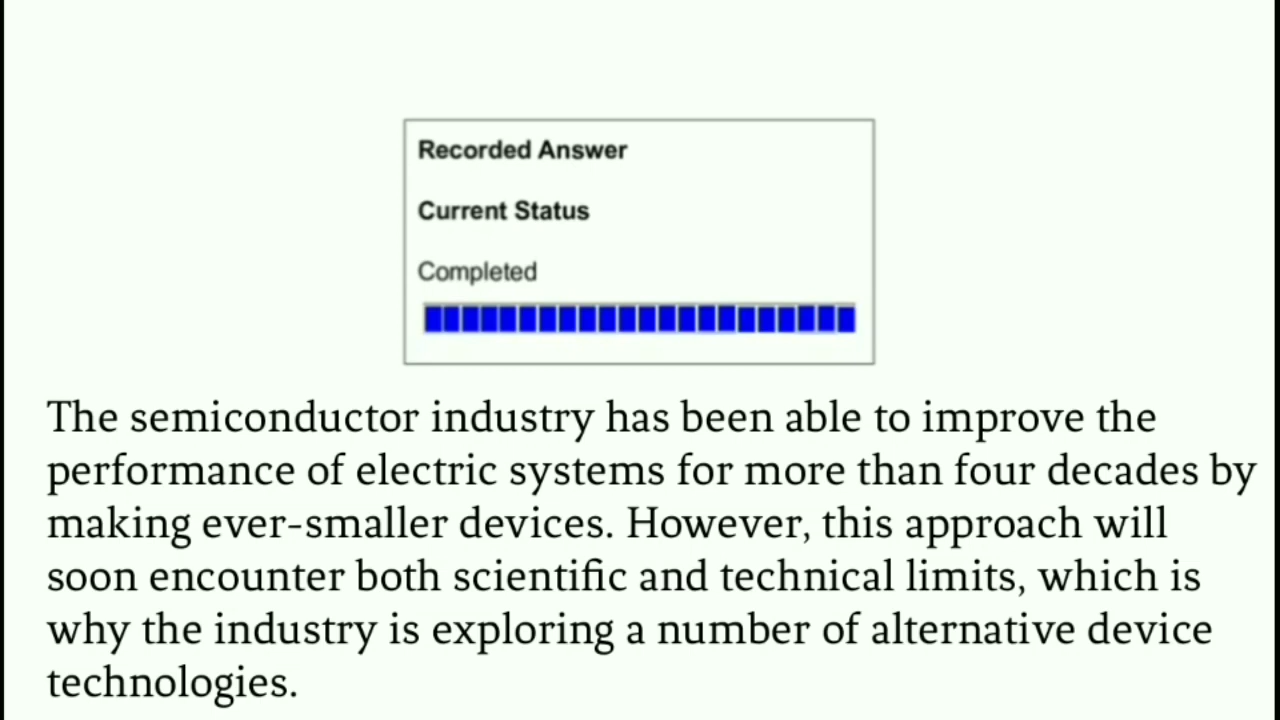 Recorded Answer
Current Status
Completed
The semiconductor industry has been able to improve the
performance of electric systems for more than four decades by
making ever-smaller devices. However, this approach will
soon encounter both scientific and technical limits, which is
why the industry is exploring a number of alternative device
technologies.